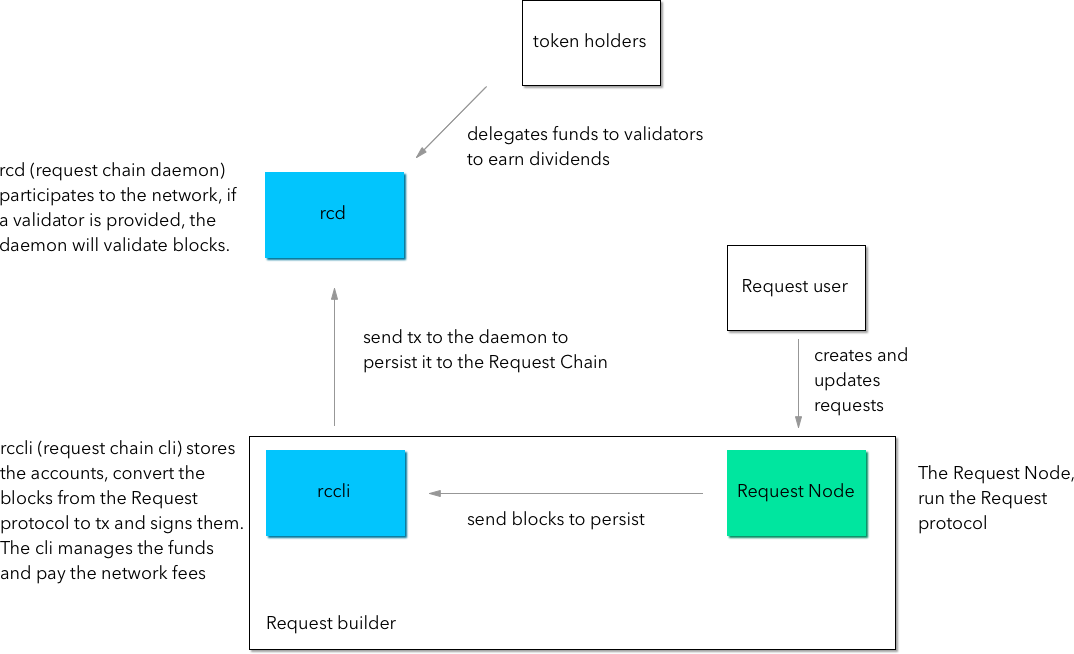 token holders
delegates funds to validators
to earn dividends
rcd (request chain daemon)
participates to the network, if
a validator is provided, the
daemon will validate blocks.
rcd
Request user
send tx to the daemon to
persist it to the Request Chain
creates and
updates
requests
rccli (request chain cli) stores
the accounts, convert the
blocks from the Request
protocol to tx and signs them.
The cli manages the funds
and pay the network fees
rccli
send blocks to persist
Request Node
The Request Node,
run the Request
protocol
Request builder